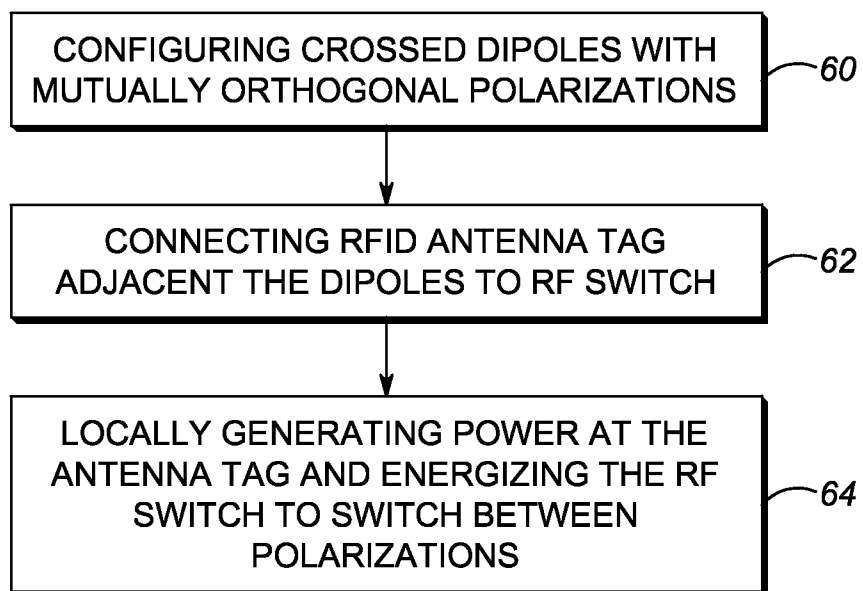 CONFIGURING CROSSED DIPOLES WITH
MUTUALLY ORTHOGONAL POLARIZATIONS
60
CONNECTING RFID ANTENNA TAG
ADJACENT THE DIPOLES TO RF SWITCH
62
LOCALLY GENERATING POWER AT THE
ANTENNA TAG AND ENERGIZING THE RF
SWITCH TO SWITCH BETWEEN
POLARIZATIONS
64